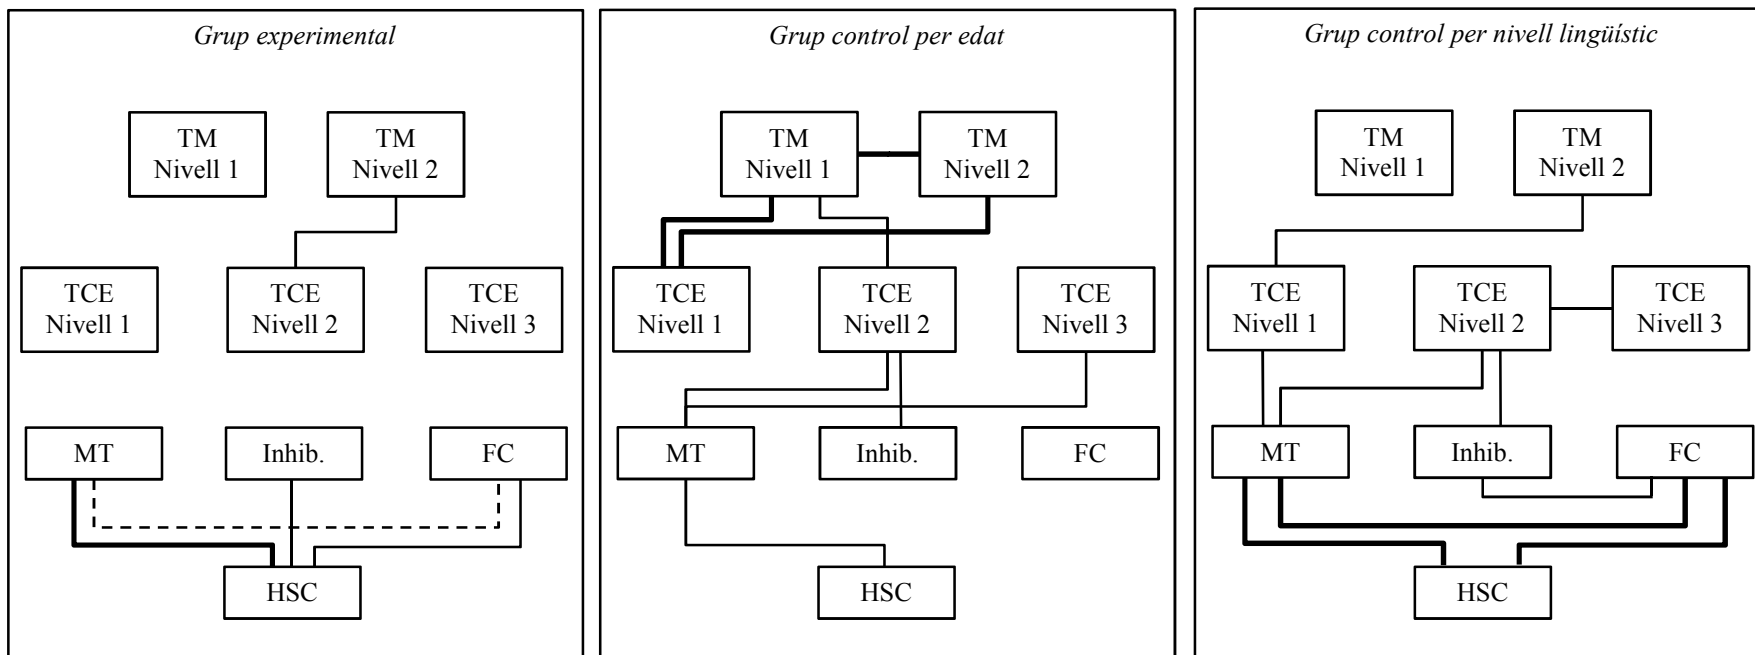 Grup experimental
TM
Nivell 1
TM
Nivell 2
TCE
Nivell 1
TCE
Nivell 2
TCE
Nivell 3
MT
Inhib.
FC
HSC
Grup control per edat
TM
Nivell 1
TM
Nivell 2
TCE
Nivell 1
TCE
Nivell 2
TCE
Nivell 3
MT
Inhib.
FC
HSC
Grup control per nivell lingüístic
TM
Nivell 1
TM
Nivell 2
TCE
Nivell 1
TCE
Nivell 2
TCE
Nivell 3
MT
Inhib.
FC
HSC